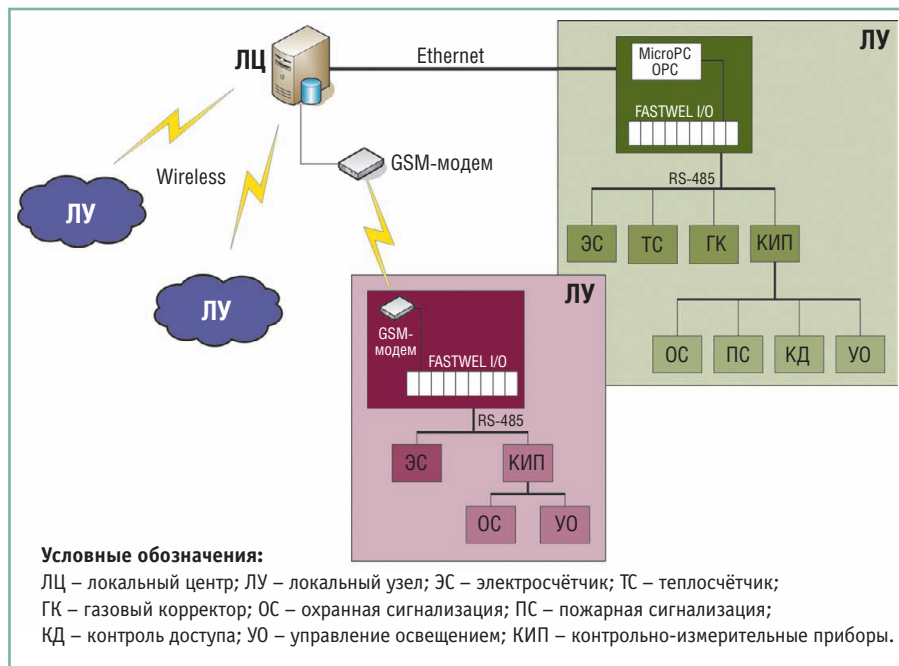 ЛЦ
Ethernet
ЛУ
MicroPC
OPC
FASTWEL I/O
Wireless
GSM-модем
RS-485
ЛУ
ЭС
ТС
ГК
КИП
ЛУ
ЛУ
GSM-
модем
FASTWEL I/O
ОС
ПС
КД
УО
RS-485
ЭС
КИП
ОС
УО
Условные обозначения:
ЛЦ – локальный центр; ЛУ – локальный узел; ЭС – электросчётчик; ТС – теплосчётчик;
ГК – газовый корректор; ОС – охранная сигнализация; ПС – пожарная сигнализация;
КД – контроль доступа; УО – управление освещением; КИП – контрольно-измерительные приборы.